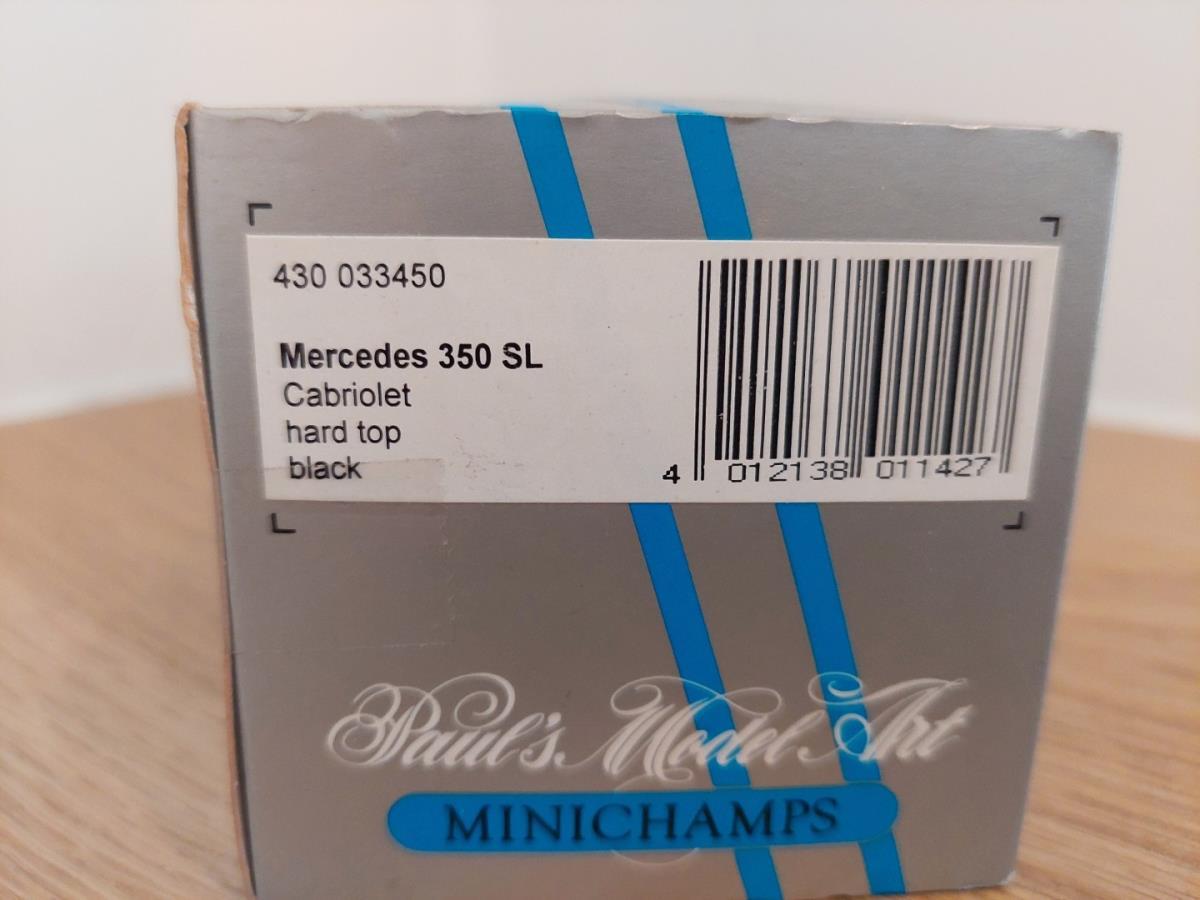 430 033450
Mercedes 350 SL
Cabriolet
hard top
black
4 012138 011427
Paul's Model Art
MINICHAMPS